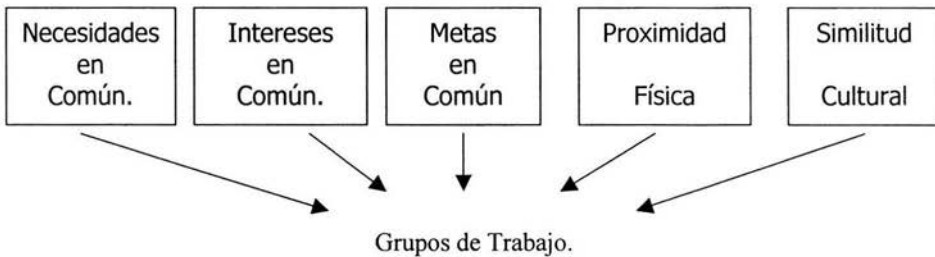 Necesidades
en
Común.
Intereses
en
Común.
Metas
en
Común
Proximidad
Física
Similitud
Cultural
Grupos de Trabajo.